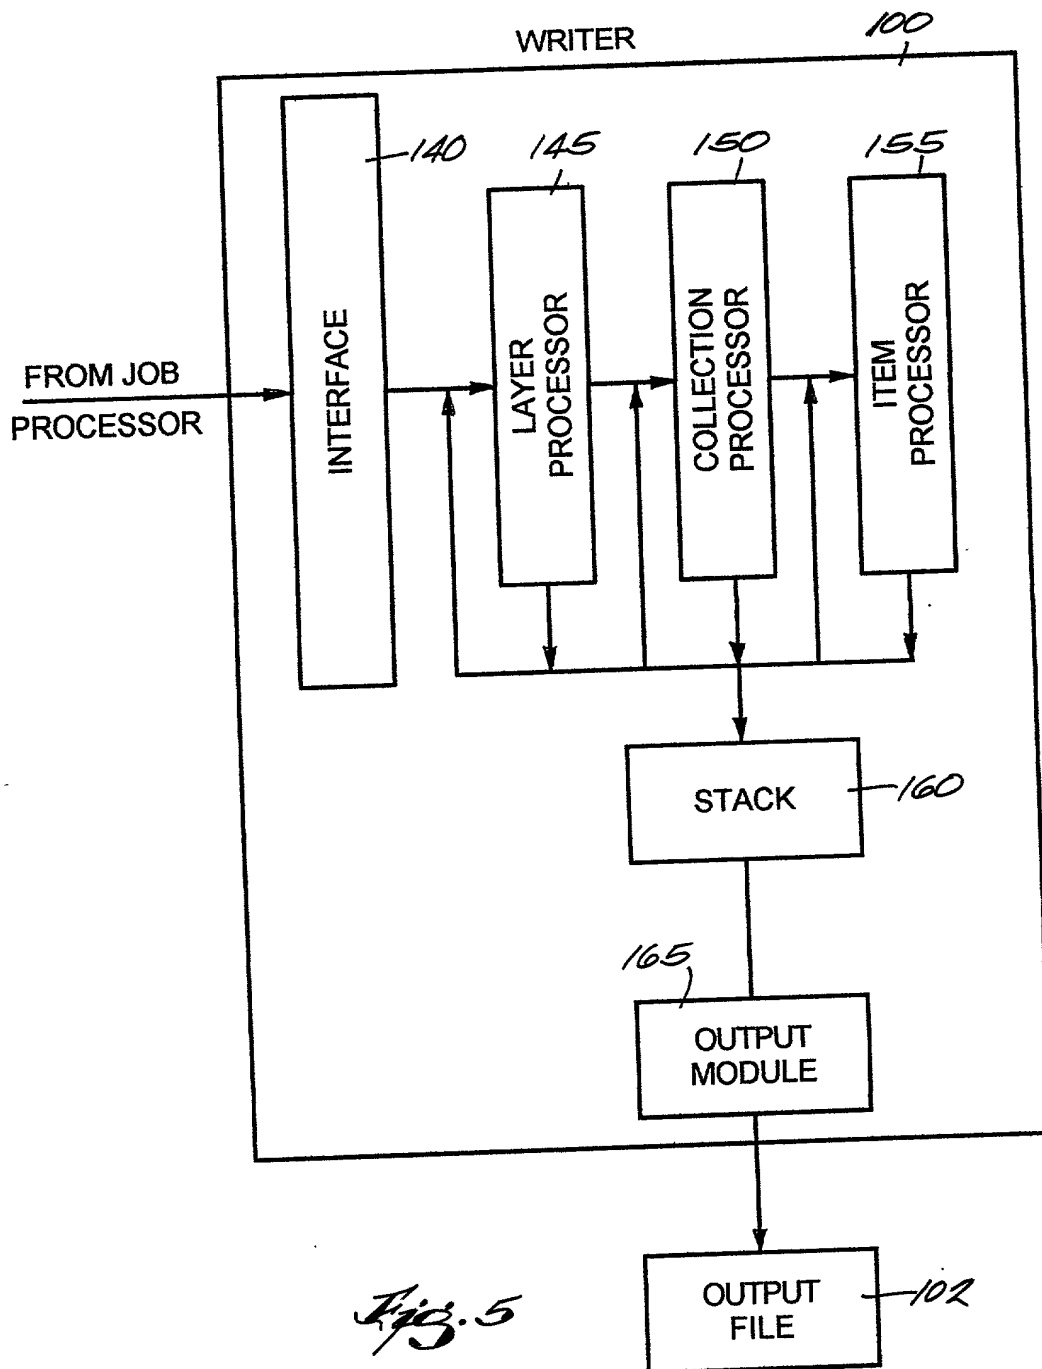 WRITER
100
140
145
150
155
FROM JOB
PROCESSOR
INTERFACE
LAYER
PROCESSOR
COLLECTION
PROCESSOR
ITEM
PROCESSOR
STACK
160
165
OUTPUT
MODULE
OUTPUT
FILE
102
Fig. 5